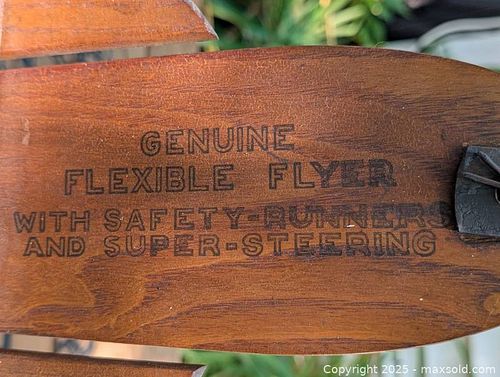 GENUINE
FLEXIBLE FLYER
WITH SAFETY-RUNNERS
AND SUPER-STEERING
Copyright © 2025 - maxsold.com